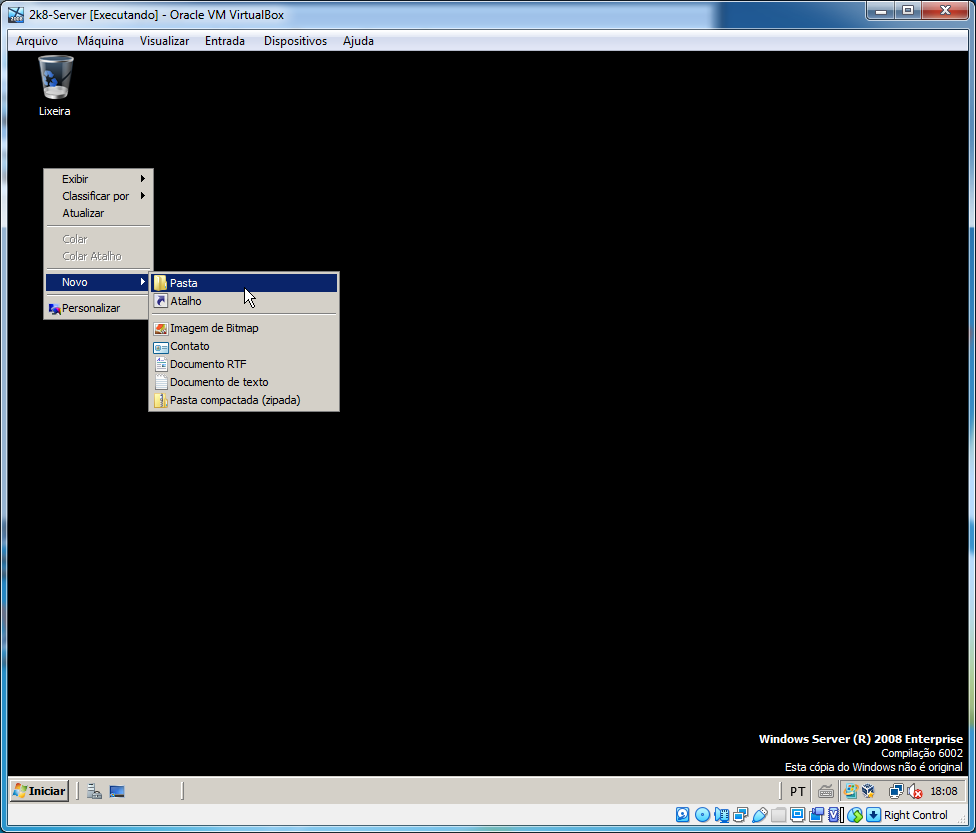 2k8-Server [Executando] - Oracle VM VirtualBox
Arquivo Máquina Visualizar Entrada Dispositivos Ajuda
Lixeira
Exibir
Classificar por
Atualizar
Colar
Colar Atalho
Novo
Personalizar
Pasta
Atalho
Imagem de Bitmap
Contato
Documento RTF
Documento de texto
Pasta compactada (zipada)
Windows Server (R) 2008 Enterprise
Compilação 6002
Esta cópia do Windows não é original
Iniciar PT 18:08
Right Control